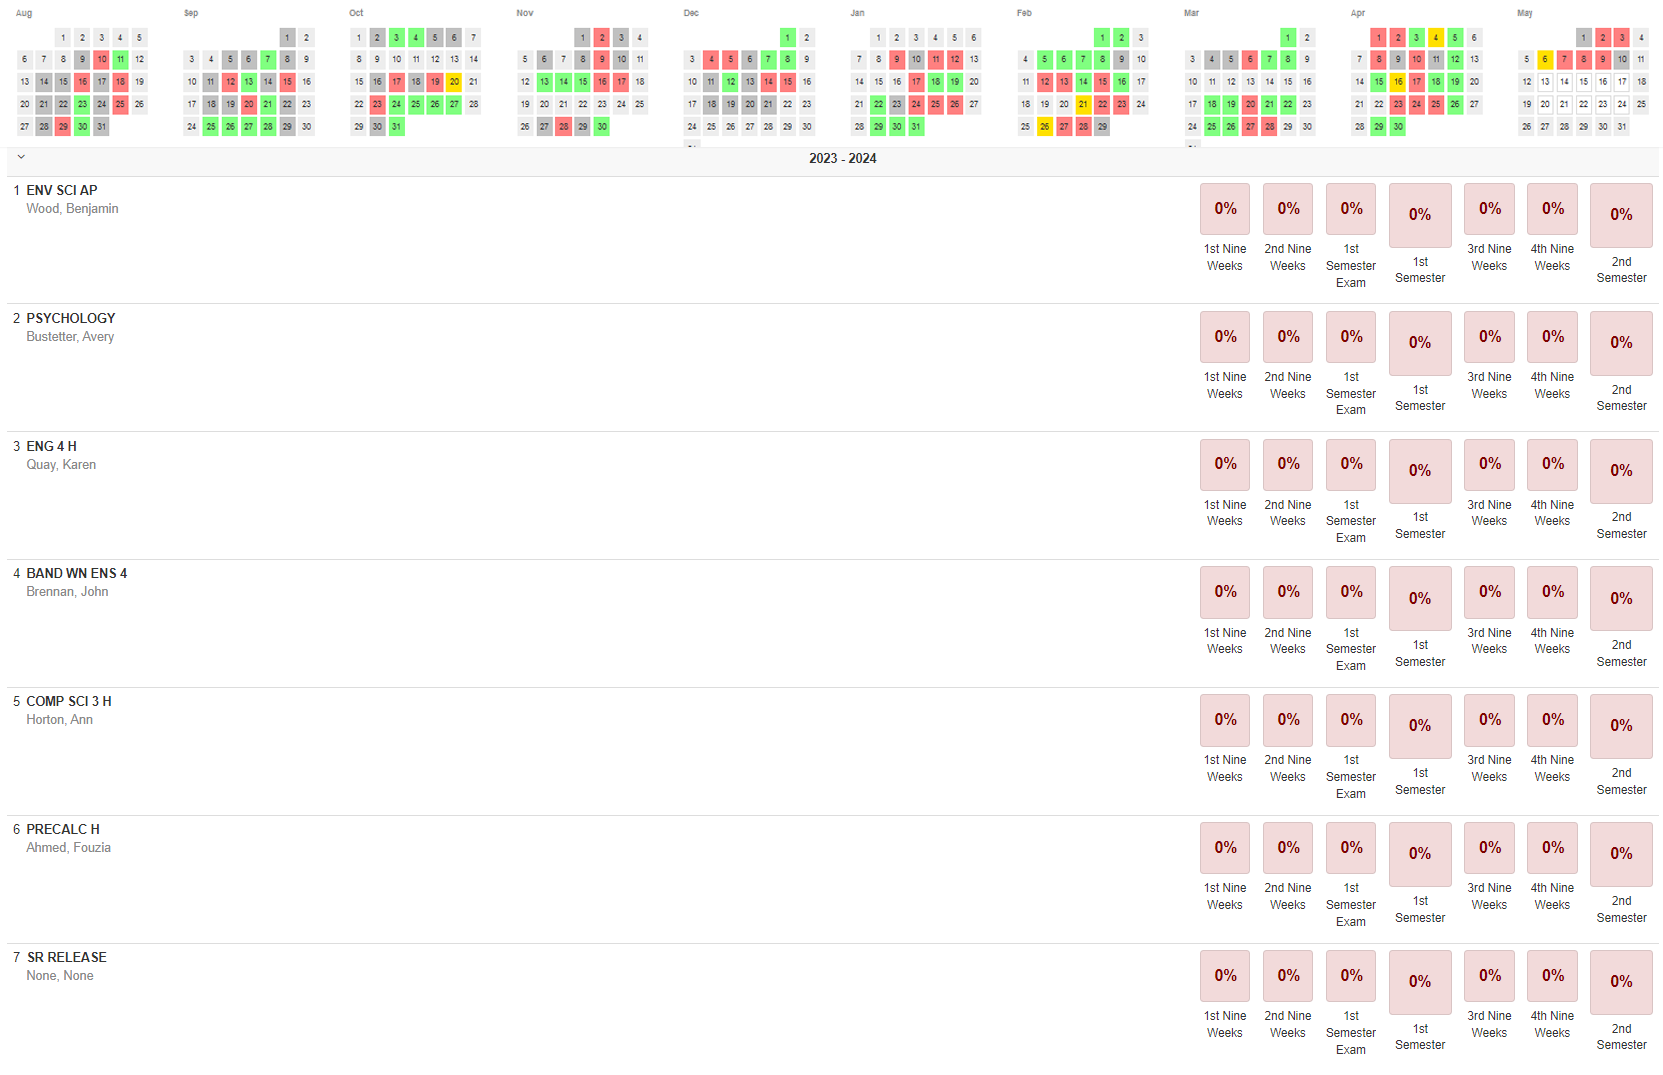 Aug Sep Oct Nov Dec Jan Feb Mar Apr May
1 2 3 4 5 1 2 1 2 3 4 5 6 7 1 2 3 4 1 2 1 2 3 4 5 6 1 2 3 1 2 1 2 3 4 5 6 1 2 3 4
6 7 8 9 10 11 12 3 4 5 6 7 8 9 8 9 10 11 12 13 14 5 6 7 8 9 10 11 3 4 5 6 7 8 9 7 8 9 10 11 12 13 4 5 6 7 8 9 10 3 4 5 6 7 8 9 7 8 9 10 11 12 13 5 6 7 8 9 10 11
13 14 15 16 17 18 19 10 11 12 13 14 15 16 15 16 17 18 19 20 21 12 13 14 15 16 17 18 10 11 12 13 14 15 16 14 15 16 17 18 19 20 11 12 13 14 15 16 17 10 11 12 13 14 15 16 14 15 16 17 18 19 20 12 13 14 15 16 17 18
20 21 22 23 24 25 26 17 18 19 20 21 22 23 22 23 24 25 26 27 28 19 20 21 22 23 24 25 17 18 19 20 21 22 23 21 22 23 24 25 26 27 18 19 20 21 22 23 24 17 18 19 20 21 22 23 21 22 23 24 25 26 27 19 20 21 22 23 24 25
27 28 29 30 31 24 25 26 27 28 29 30 29 30 31 26 27 28 29 30 24 25 26 27 28 29 30 28 29 30 31 25 26 27 28 29 24 25 26 27 28 29 30 28 29 30 26 27 28 29 30 31
2023 - 2024
1 ENV SCI AP
Wood, Benjamin
0% 0% 0% 0% 0% 0% 0%
1st Nine Weeks 2nd Nine Weeks 1st Semester Exam 1st Semester 3rd Nine Weeks 4th Nine Weeks 2nd Semester
2 PSYCHOLOGY
Bustetter, Avery
0% 0% 0% 0% 0% 0% 0%
1st Nine Weeks 2nd Nine Weeks 1st Semester Exam 1st Semester 3rd Nine Weeks 4th Nine Weeks 2nd Semester
3 ENG 4 H
Quay, Karen
0% 0% 0% 0% 0% 0% 0%
1st Nine Weeks 2nd Nine Weeks 1st Semester Exam 1st Semester 3rd Nine Weeks 4th Nine Weeks 2nd Semester
4 BAND WN ENS 4
Brennan, John
0% 0% 0% 0% 0% 0% 0%
1st Nine Weeks 2nd Nine Weeks 1st Semester Exam 1st Semester 3rd Nine Weeks 4th Nine Weeks 2nd Semester
5 COMP SCI 3 H
Horton, Ann
0% 0% 0% 0% 0% 0% 0%
1st Nine Weeks 2nd Nine Weeks 1st Semester Exam 1st Semester 3rd Nine Weeks 4th Nine Weeks 2nd Semester
6 PRECALC H
Ahmed, Fouzia
0% 0% 0% 0% 0% 0% 0%
1st Nine Weeks 2nd Nine Weeks 1st Semester Exam 1st Semester 3rd Nine Weeks 4th Nine Weeks 2nd Semester
7 SR RELEASE
None, None
0% 0% 0% 0% 0% 0% 0%
1st Nine Weeks 2nd Nine Weeks 1st Semester Exam 1st Semester 3rd Nine Weeks 4th Nine Weeks 2nd Semester